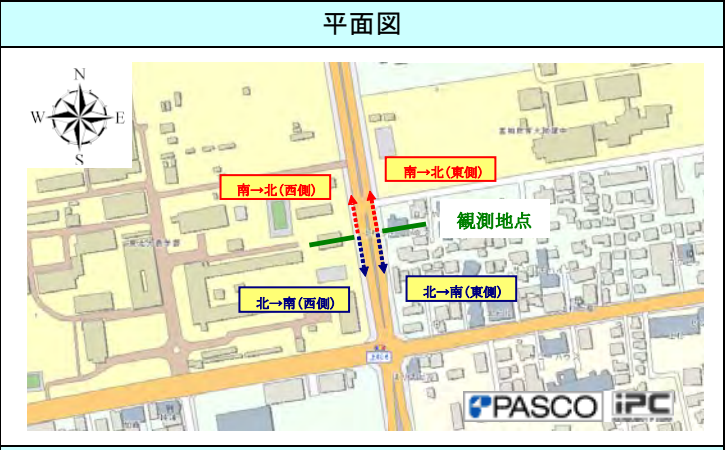 平面図
N
W E
S
南→北(東側)
南→北(西側)
観測地点
北→南(東側)
北→南(西側)
PASCO iPC